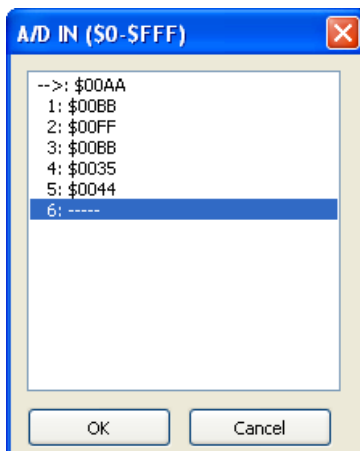 A/D IN ($0-$FFF)
-->: $00AA
1: $00BB
2: $00FF
3: $00BB
4: $0035
5: $0044
6: -----
OK
Cancel